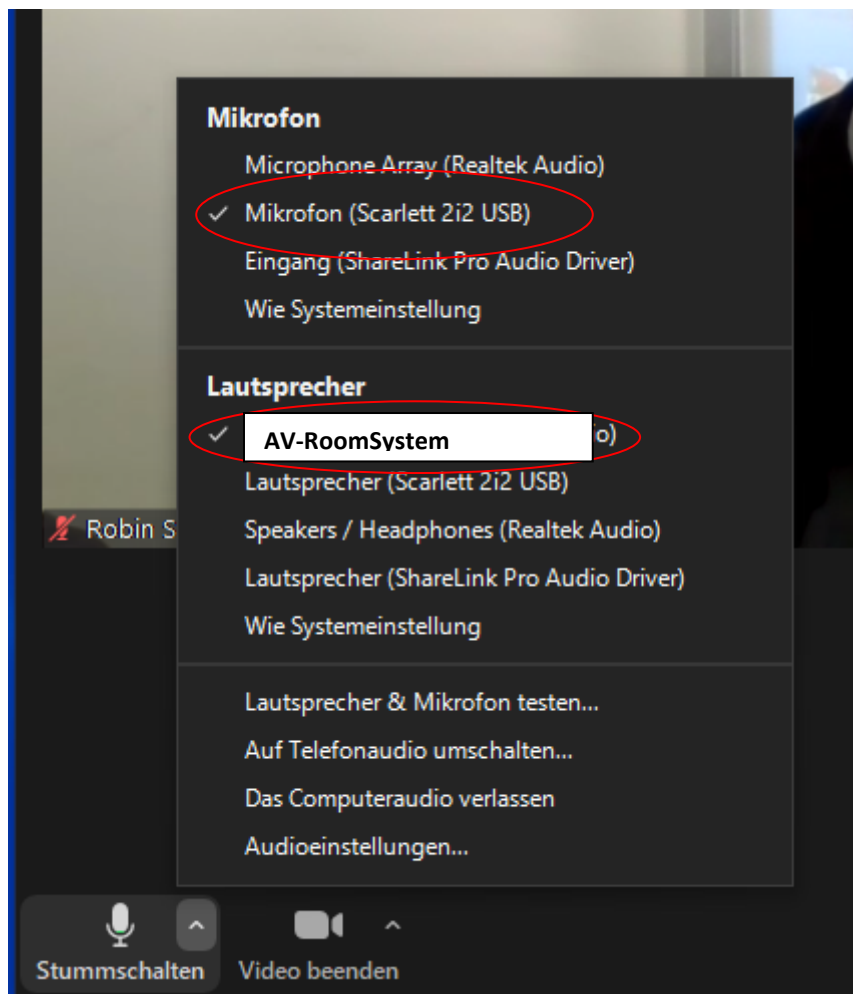 Mikrofon
Microphone Array (Realtek Audio)
Mikrofon (Scarlett 2i2 USB)
Eingang (ShareLink Pro Audio Driver)
Wie Systemeinstellung
Lautsprecher
AV-RoomSystem io)
Lautsprecher (Scarlett 2i2 USB)
Robin S
Speakers / Headphones (Realtek Audio)
Lautsprecher (ShareLink Pro Audio Driver)
Wie Systemeinstellung
Lautsprecher & Mikrofon testen...
Auf Telefonaudio umschalten...
Das Computeraudio verlassen
Audioeinstellungen...
Stummschalten Video beenden